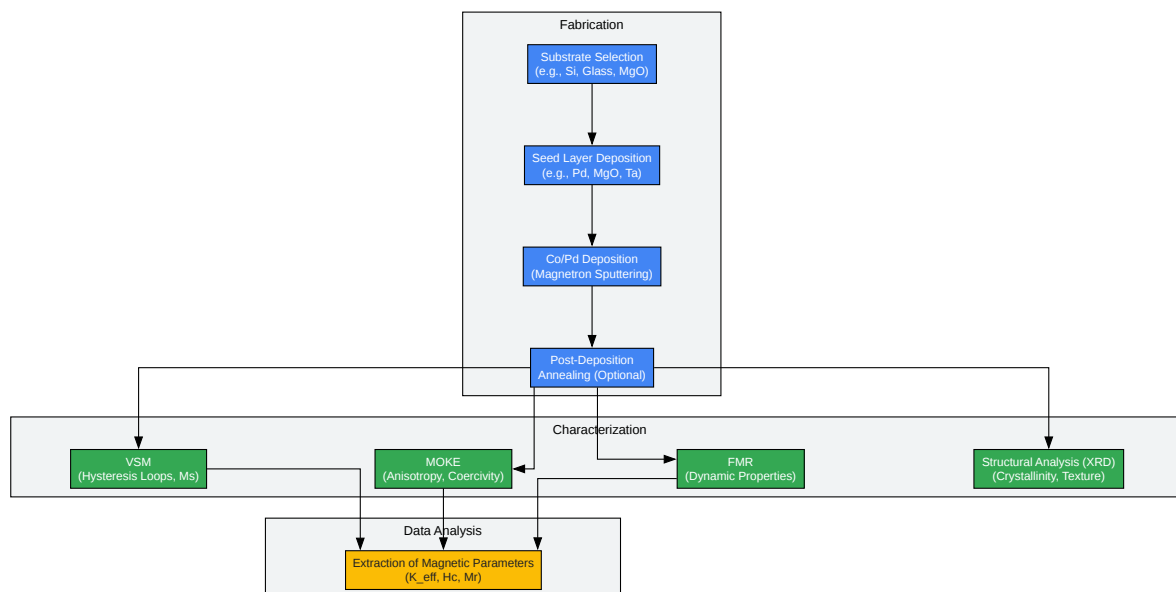 Fabrication
Substrate Selection
(e.g., Si, Glass, MgO)
Seed Layer Deposition
(e.g., Pd, MgO, Ta)
Co/Pd Deposition
(Magnetron Sputtering)
Post-Deposition
Annealing (Optional)
Characterization
VSM
(Hysteresis Loops, Ms)
MOKE
(Anisotropy, Coercivity)
FMR
(Dynamic Properties)
Structural Analysis (XRD)
(Crystallinity, Texture)
Data Analysis
Extraction of Magnetic Parameters
(K_eff, Hc, Mr)